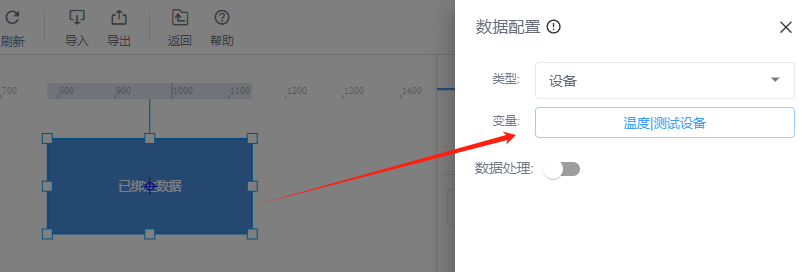 刷新 导入 导出 返回 帮助
700 800 900 1000 1100 1200 1300 1400
已绑定数据
数据配置
类型: 设备
变量: 温度|测试设备
数据处理: